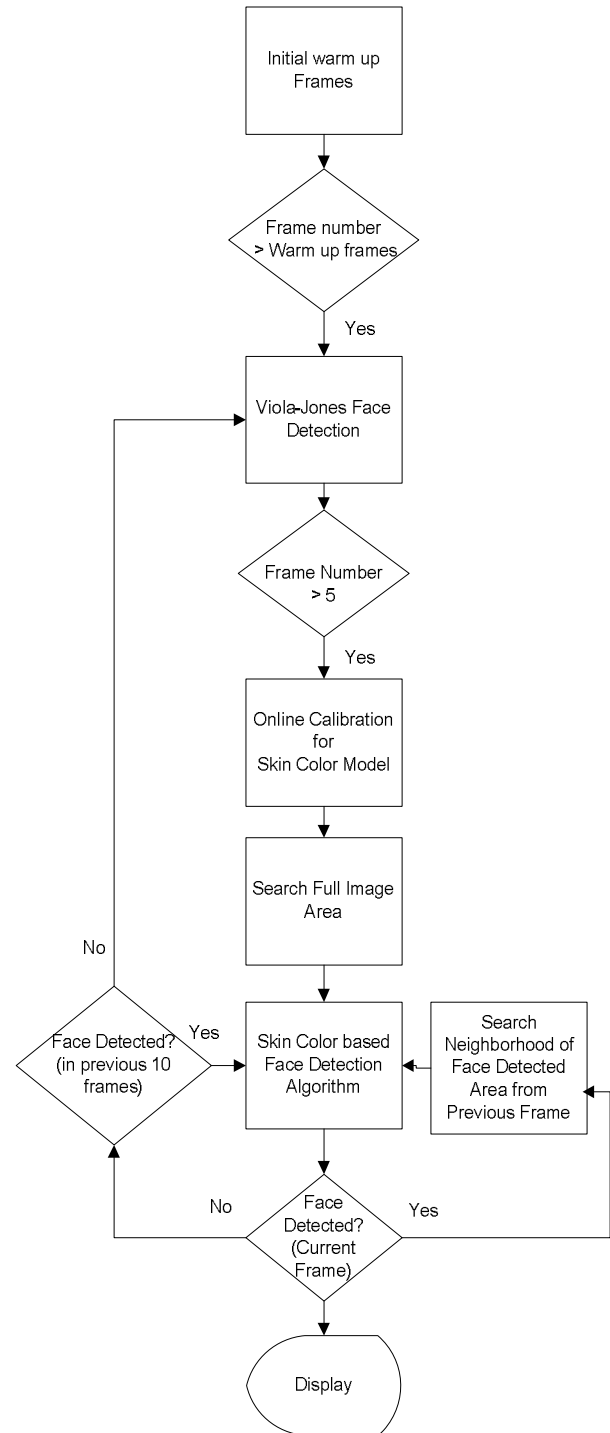 Initial warm up
Frames
Frame number
> Warm up frames
Yes
Viola-Jones Face
Detection
Frame Number
> 5
Yes
Online Calibration
for
Skin Color Model
Search Full Image
Area
No
Face Detected?
(in previous 10
frames)
Yes
Skin Color based
Face Detection
Algorithm
Search
Neighborhood of
Face Detected
Area from
Previous Frame
No
Face
Detected?
(Current
Frame)
Yes
Display